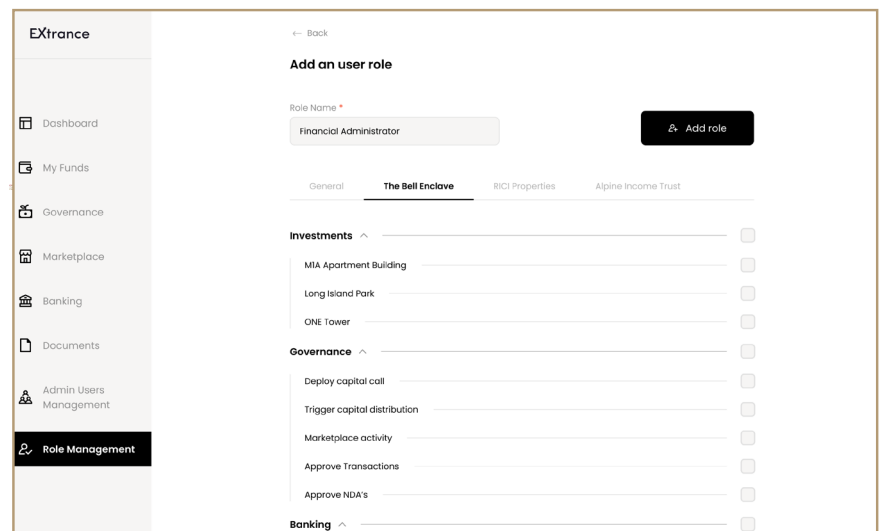 EXtrance
← Back
Add an user role
Role Name *
Financial Administrator
Add role
Dashboard
My Funds
Governance
Marketplace
Banking
Documents
Admin Users
Management
Role Management
General The Bell Enclave RICI Properties Alpine Income Trust
Investments
M1A Apartment Building
Long Island Park
ONE Tower
Governance
Deploy capital call
Trigger capital distribution
Marketplace activity
Approve Transactions
Approve NDA's
Banking